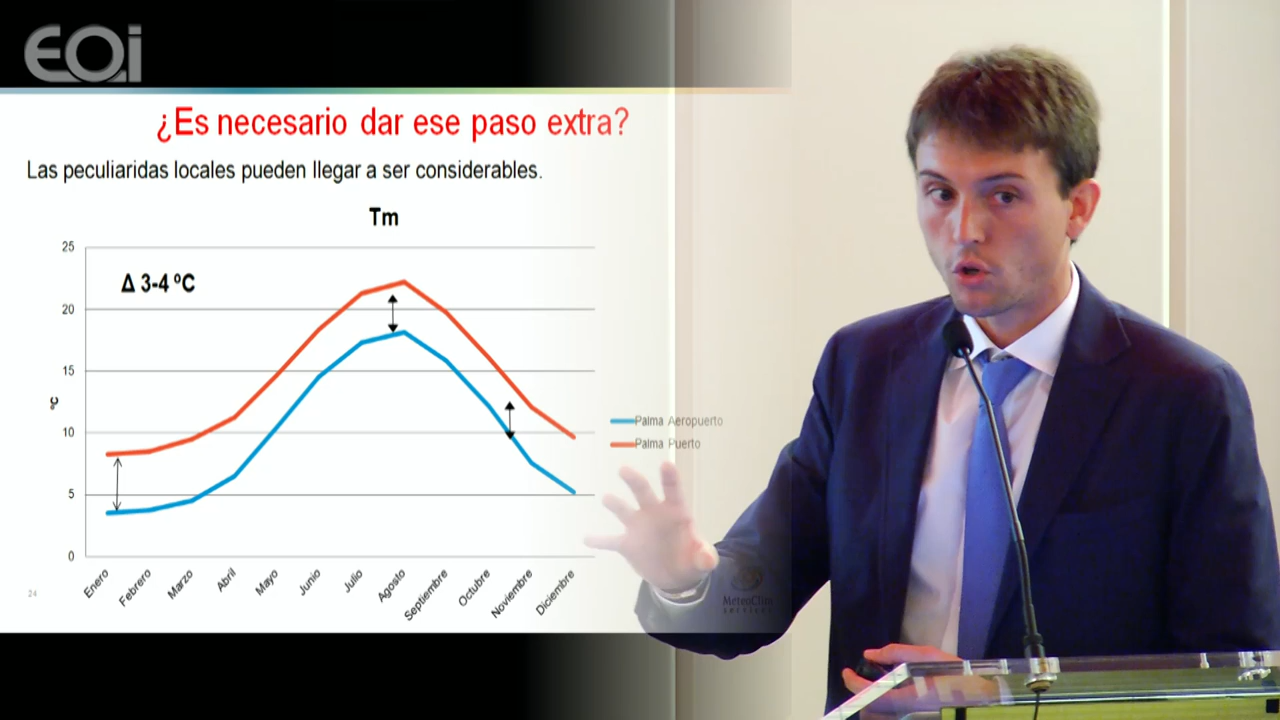 EOi
¿Es necesario dar ese paso extra?
Las peculiaridas locales pueden llegar a ser considerables.
Tm
Δ 3-4 ºC
25
20
15
10
5
0
ºC
Enero
Febrero
Marzo
Abril
Mayo
Junio
Julio
Agosto
Septiembre
Octubre
Noviembre
Diciembre
Palma Aeropuerto
Palma Puerto
24
MeteoClim
services